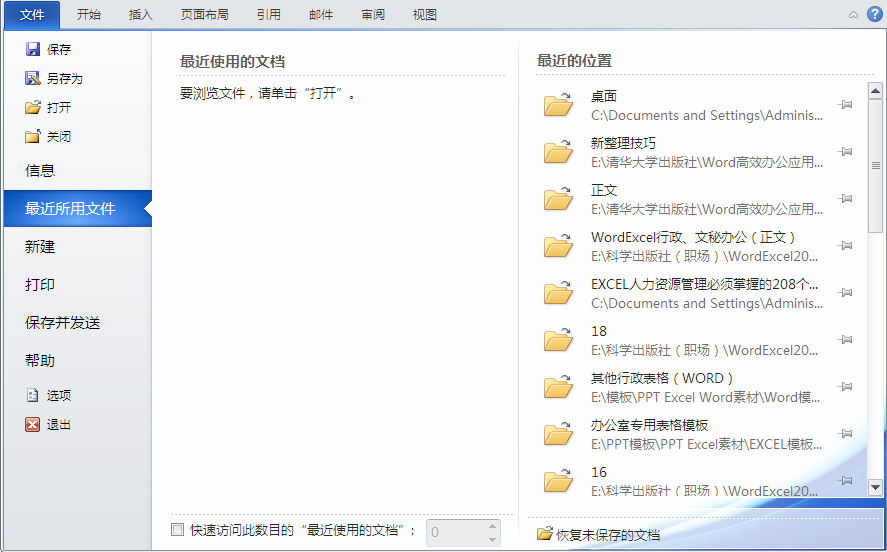 文件 开始 插入 页面布局 引用 邮件 审阅 视图
保存
另存为
打开
关闭
信息
最近所用文件
新建
打印
保存并发送
帮助
选项
退出
最近使用的文档
要浏览文件，请单击“打开”。
快速访问此数目的“最近使用的文档”： 0
最近的位置
桌面
C:\Documents and Settings\Adminis...
新整理技巧
E:\清华大学出版社\Word高效办公应用...
正文
E:\清华大学出版社\Word高效办公应用...
WordExcel行政、文秘办公（正文）
E:\科学出版社（职场）\WordExcel20...
EXCEL人力资源管理必须掌握的208个...
C:\Documents and Settings\Adminis...
18
E:\科学出版社（职场）\WordExcel20...
其他行政表格（WORD）
E:\模板\PPT Excel Word素材\Word模...
办公室专用表格模板
E:\PPT模板\PPT Excel素材\EXCEL模板...
16
E:\科学出版社（职场）\WordExcel20...
恢复未保存的文档